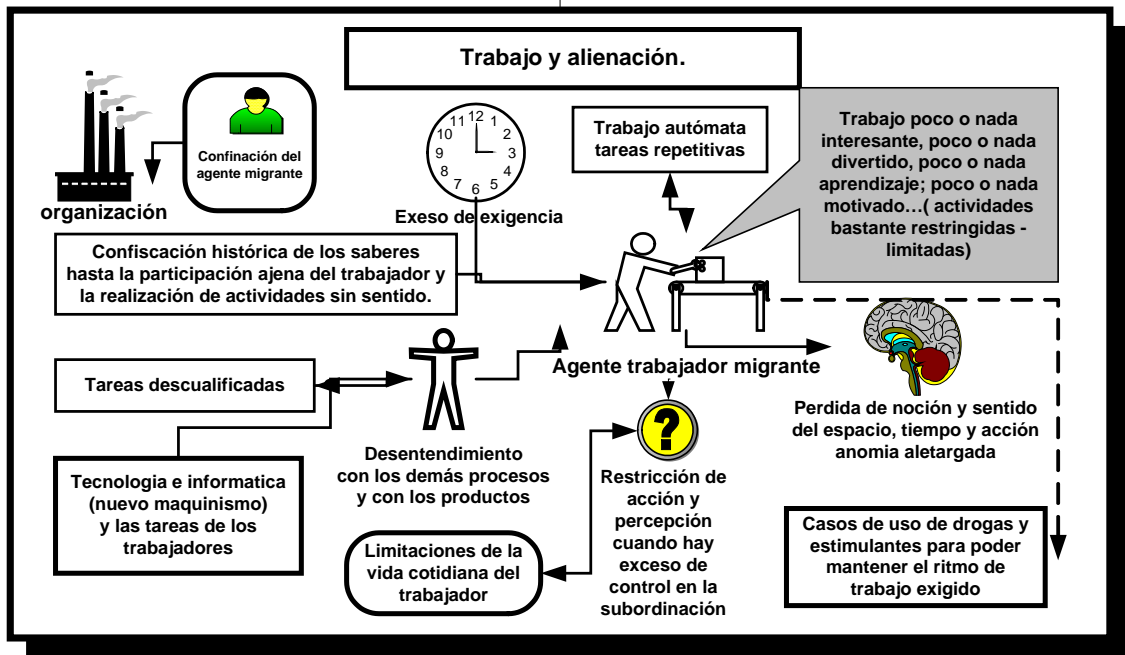 Trabajo y alienación.
Confinación del
agente migrante
organización
11 12 1
10 2
9 3
8 4
7 6 5
Exeso de exigencia
Trabajo autómata
tareas repetitivas
Trabajo poco o nada
interesante, poco o nada
divertido, poco o nada
aprendizaje; poco o nada
motivado…( actividades
bastante restringidas -
limitadas)
Confiscación histórica de los saberes
hasta la participación ajena del trabajador y
la realización de actividades sin sentido.
Agente trabajador migrante
Tareas descualificadas
Desentendimiento
con los demás procesos
y con los productos
Tecnologia e informatica
(nuevo maquinismo)
y las tareas de los
trabajadores
Limitaciones de la
vida cotidiana del
trabajador
?
Restricción de
acción y
percepción
cuando hay
exceso de
control en la
subordinación
Perdida de noción y sentido
del espacio, tiempo y acción
anomia aletargada
Casos de uso de drogas y
estimulantes para poder
mantener el ritmo de
trabajo exigido